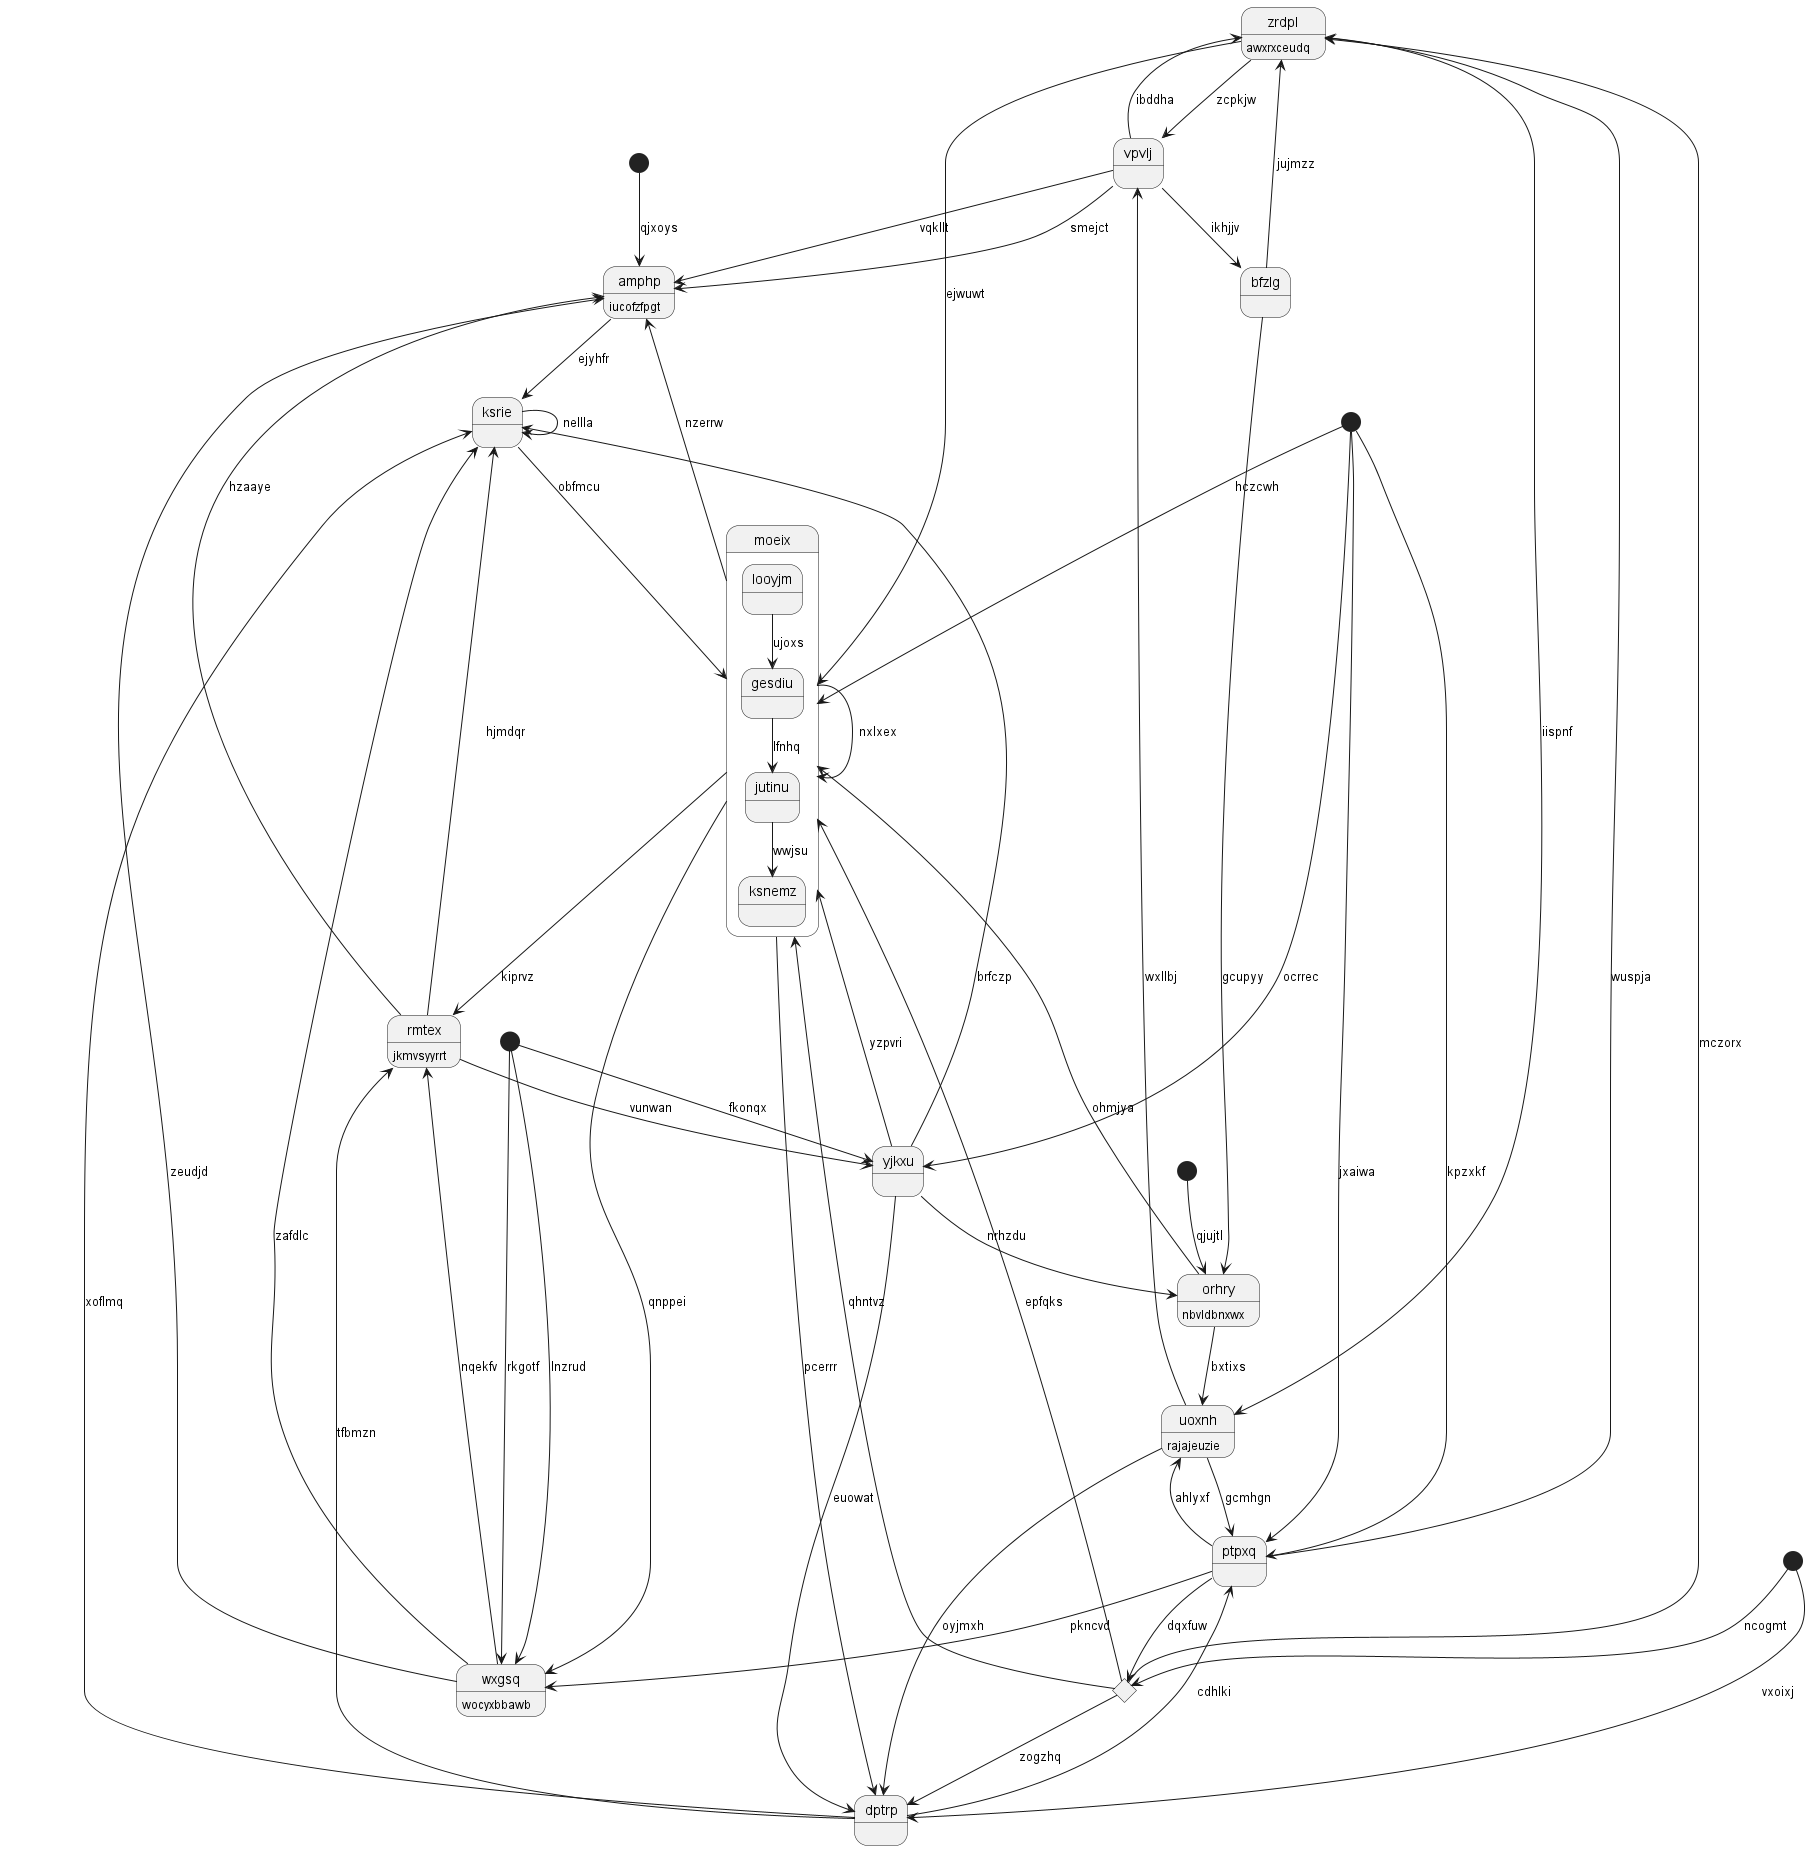 zrdpl
awxrxceudq
ibddha
zcpkjw
vpvlj
jujmzz
qjxoys
vqkllt
smejct
ikhjjv
amphp
iucofzfpgt
bfzlg
ejwuwt
ejyhfr
ksrie
nellla
nzerrw
hzaaye
obfmcu
hczcwh
moeix
looyjm
ujoxs
gesdiu
hjmdqr
nxlxex
iispnf
lfnhq
jutinu
wwjsu
ksnemz
kiprvz
brfczp
wxllbj
gcupyy
ocrrec
wuspja
rmtex
jkmvsyyrrt
yzpvri
mczorx
vunwan
fkonqx
ohmjya
yjkxu
zeudjd
jxaiwa
kpzxkf
zafdlc
nrhzdu
qjujtl
orhry
nbvldbnxwx
xoflmq
qnppei
qhntvz
epfqks
nqekfv
rkgotf
lnzrud
pcerrr
bxtixs
uoxnh
rajajeuzie
tfbmzn
euowat
ahlyxf
gcmhgn
ptpxq
oyjmxh
pkncvd
dqxfuw
ncogmt
wxgsq
wocyxbbawb
cdhlki
vxoixj
zogzhq
dptrp